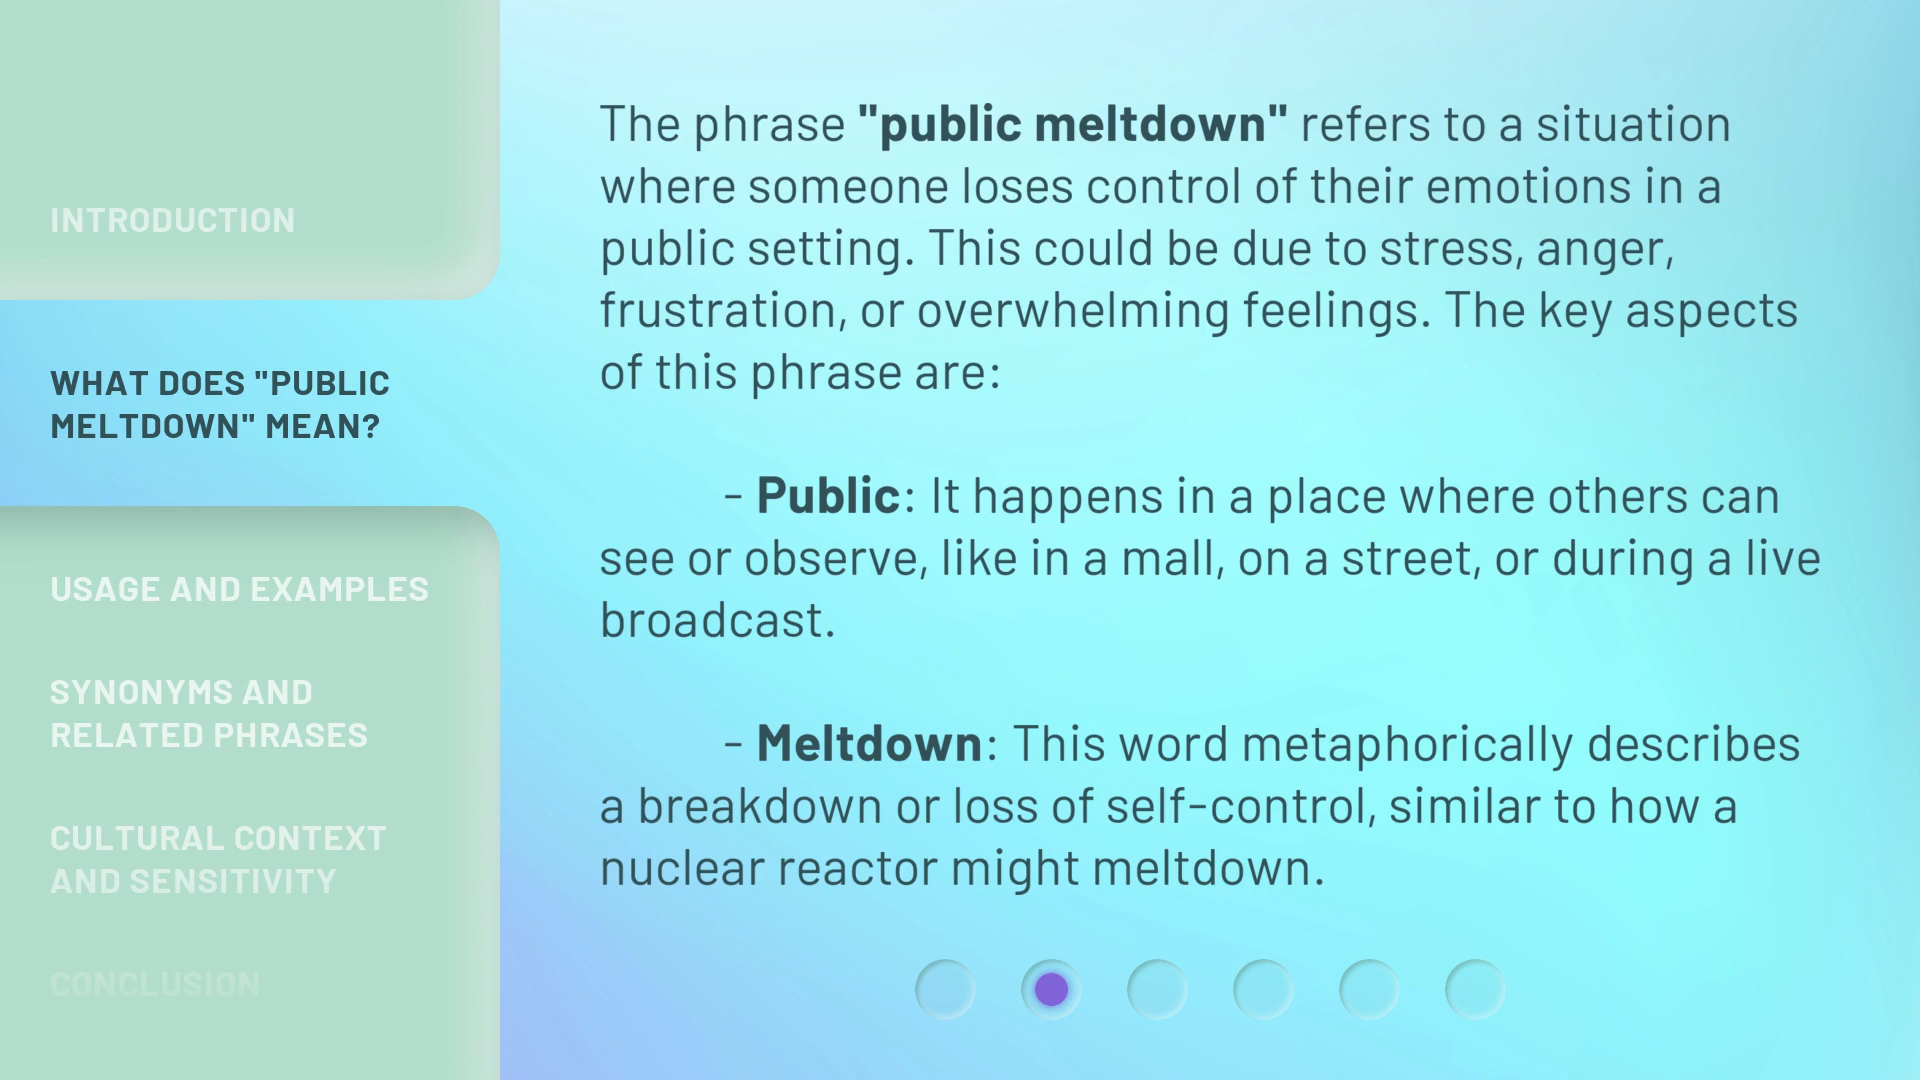 INTRODUCTION
WHAT DOES "PUBLIC
MELTDOWN" MEAN?
USAGE AND EXAMPLES
SYNONYMS AND
RELATED PHRASES
CULTURAL CONTEXT
AND SENSITIVITY
CONCLUSION
The phrase "public meltdown" refers to a situation
where someone loses control of their emotions in a
public setting. This could be due to stress, anger,
frustration, or overwhelming feelings. The key aspects
of this phrase are:
- Public: It happens in a place where others can
see or observe, like in a mall, on a street, or during a live
broadcast.
- Meltdown: This word metaphorically describes
a breakdown or loss of self-control, similar to how a
nuclear reactor might meltdown.